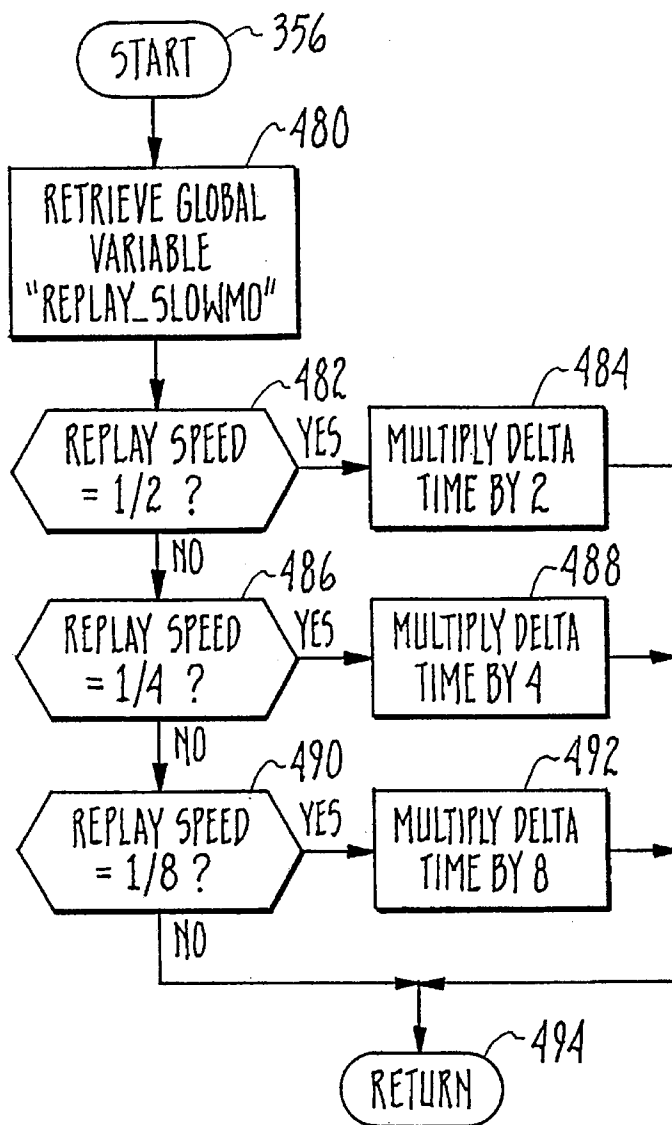 START
356
480
RETRIEVE GLOBAL
VARIABLE
"REPLAY_SLOWMO"
482
REPLAY SPEED
= 1/2 ?
YES
484
MULTIPLY DELTA
TIME BY 2
NO
486
REPLAY SPEED
= 1/4 ?
YES
488
MULTIPLY DELTA
TIME BY 4
NO
490
REPLAY SPEED
= 1/8 ?
YES
492
MULTIPLY DELTA
TIME BY 8
NO
494
RETURN